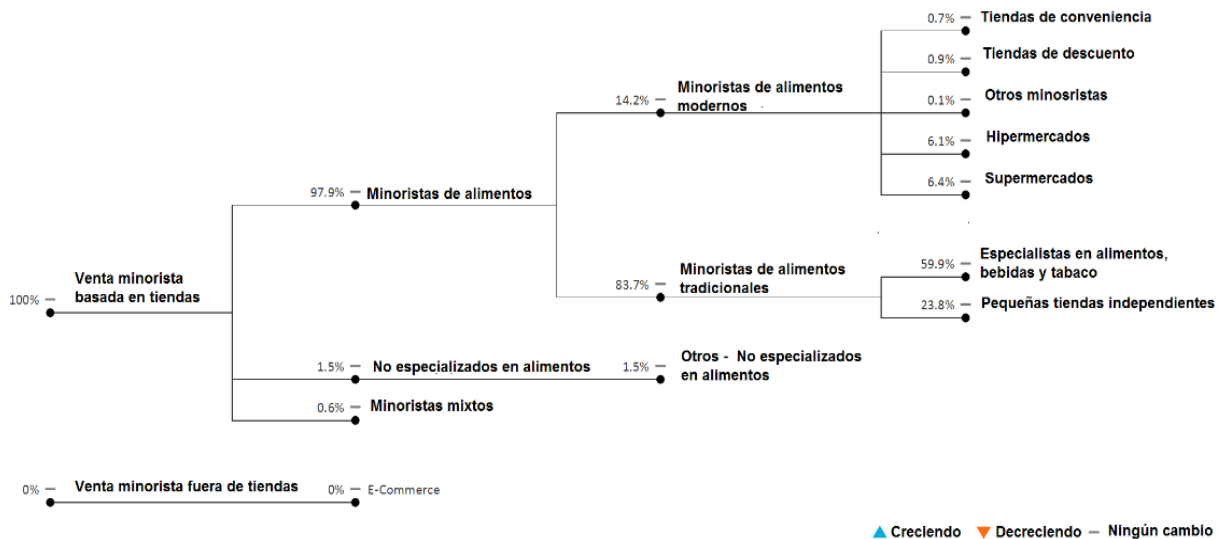 0.7% – Tiendas de conveniencia
0.9% – Tiendas de descuento
Minoristas de alimentos
14.2% – modernos
0.1% – Otros minosristas
6.1% – HIpermercados
6.4% – Supermercados
97.9% – Minoristas de alimentos
Especialistas en alimentos,
59.9% – bebidas y tabaco
Minoristas de alimentos
83.7% – tradicionales
23.8% – Pequeñas tiendas independientes
Venta minorista
100% – basada en tiendas
1.5% – No especializados en alimentos
Otros - No especializados
1.5% – en alimentos
0.6% – Minoristas mixtos
0% – Venta minorista fuera de tiendas
0% – E-Commerce
Creciendo Decreciendo – Ningún cambio